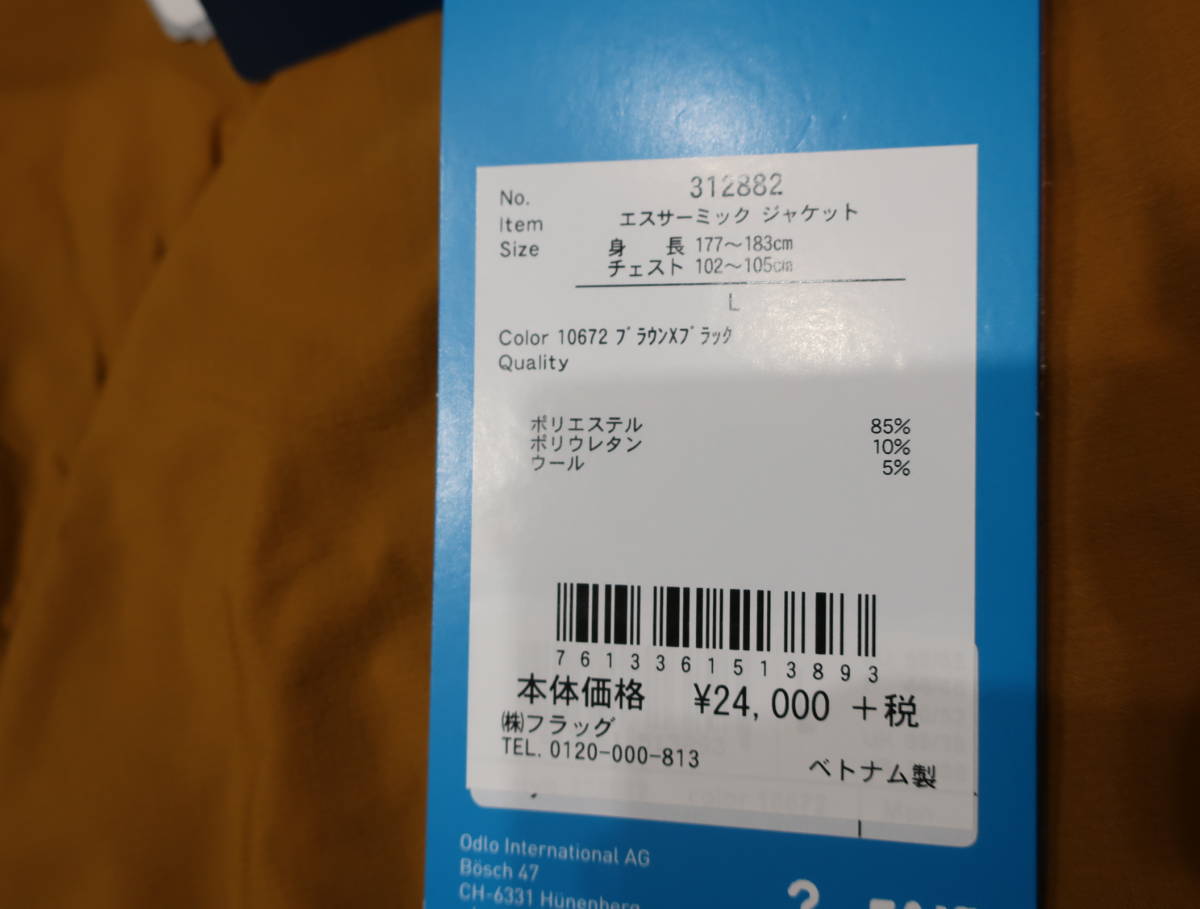 No. 312882
Item エスサーミック ジャケット
Size 身 長 177～183cm
チェスト 102～105cm
L
Color 10672 ﾌﾞﾗｳﾝXﾌﾞﾗｯｸ
Quality
ポリエステル 85%
ポリウレタン 10%
ウール 5%
7613361513893
本体価格 ¥24,000 +税
㈱フラッグ
TEL. 0120-000-813
ベトナム製
Odlo International AG
Bösch 47
CH-6331 Hünenberg